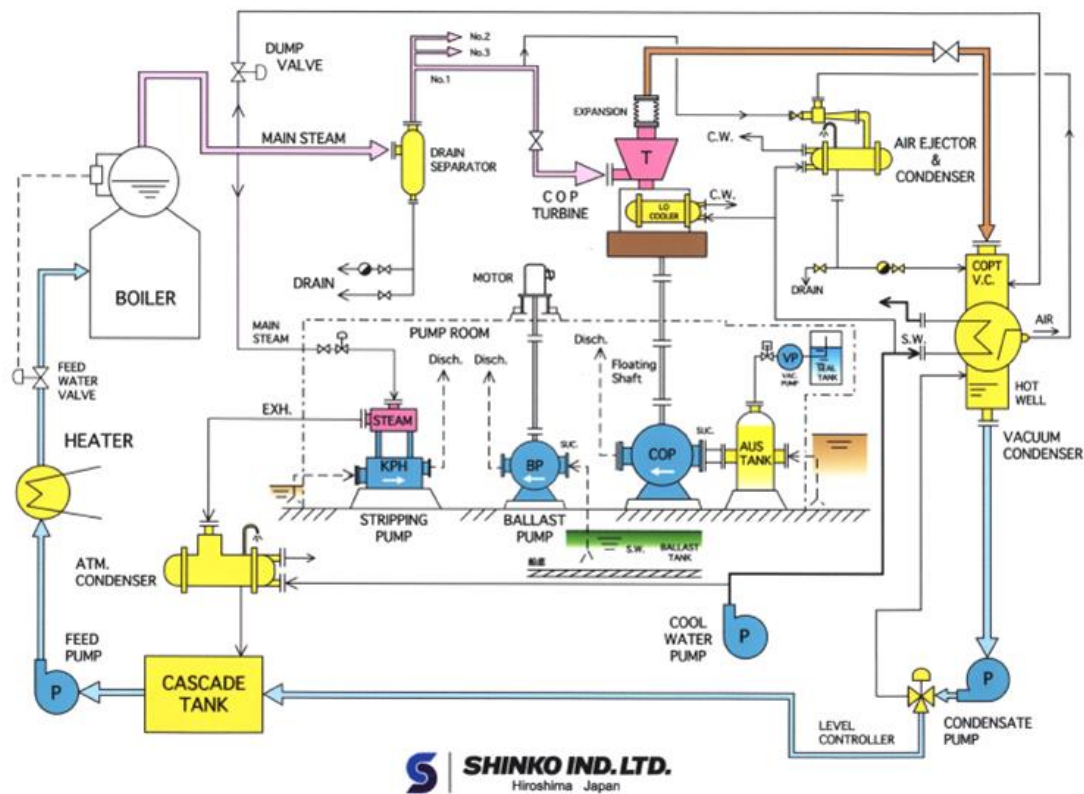 DUMP
VALVE
No.2
No.3
No.1
MAIN STEAM
DRAIN
SEPARATOR
EXPANSION
T
C.W.
AIR EJECTOR
&
CONDENSER
C O P
TURBINE
LO
COOLER
C.W.
BOILER
DRAIN
MOTOR
DRAIN
COPT
V.C.
AIR
S.W.
HOT
WELL
VACUUM
CONDENSER
MAIN
STEAM
PUMP ROOM
Disch.
Disch.
Disch.
Floating
Shaft
VP
VAC.
PUMP
SEAL
TANK
FEED
WATER
VALVE
EXH.
STEAM
KPH
SUC.
BP
SUC.
COP
AUS
TANK
HEATER
STRIPPING
PUMP
BALLAST
PUMP
S.W.
BALLAST
TANK
船底
ATM.
CONDENSER
COOL
WATER
PUMP
P
FEED
PUMP
P
CASCADE
TANK
P
LEVEL
CONTROLLER
CONDENSATE
PUMP
S
SHINKO IND.LTD.
Hiroshima Japan